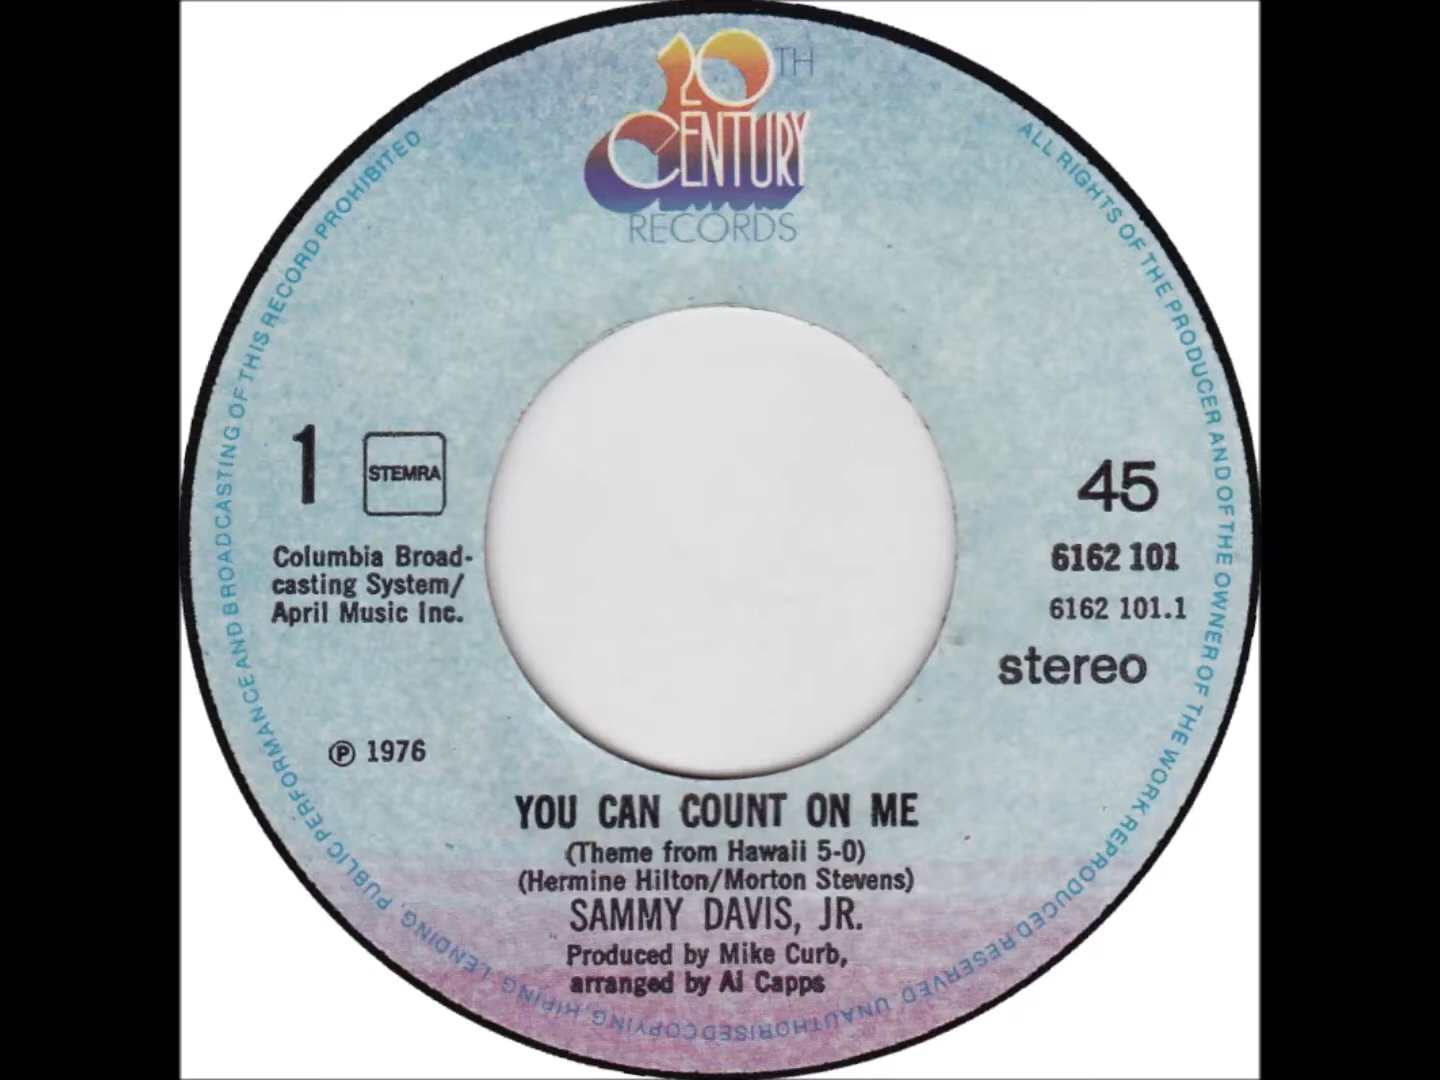 20TH
CENTURY
RECORDS
ALL RIGHTS OF THE PRODUCER AND OF THE OWNER OF THE WORK REPRODUCED RESERVED UNAUTHORISED COPYING, HIRING, LENDING, PUBLIC PERFORMANCE AND BROADCASTING OF THIS RECORD PROHIBITED
1
STEMRA
Columbia Broad-
casting System/
April Music Inc.
℗ 1976
45
6162 101
6162 101.1
stereo
YOU CAN COUNT ON ME
(Theme from Hawaii 5-0)
(Hermine Hilton/Morton Stevens)
SAMMY DAVIS, JR.
Produced by Mike Curb,
arranged by Al Capps